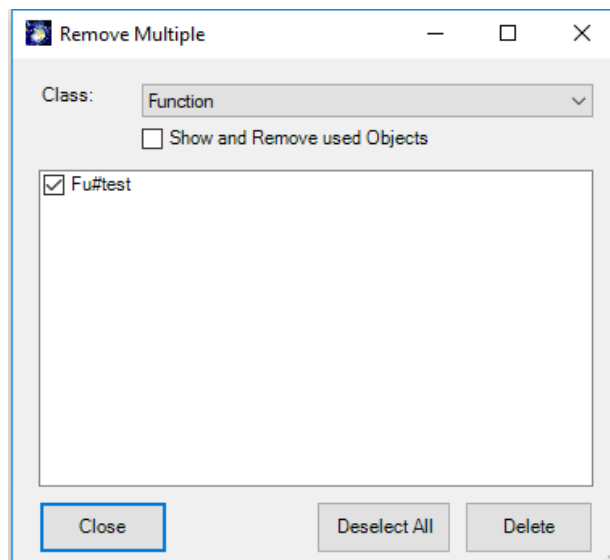 Remove Multiple
Class:
Function
Show and Remove used Objects
Fu#test
Close
Deselect All
Delete